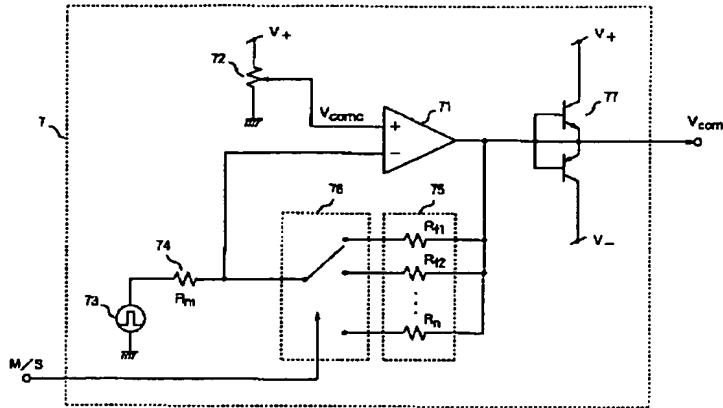 V+
72
7
Vcomc
71
+
−
V+
77
Vcom
V−
76
75
Rf1
Rf2
Rn
74
Rm
73
M/S